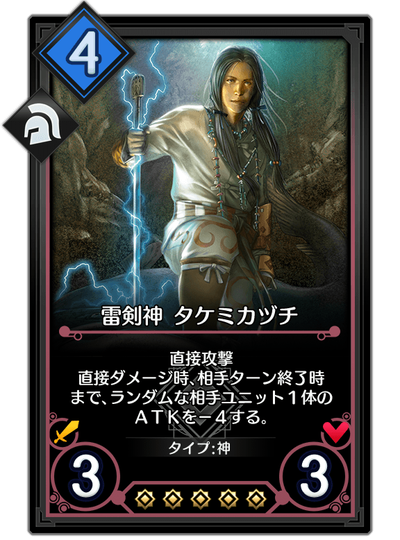 4
雷剣神 タケミカヅチ
直接攻撃
直接ダメージ時、相手ターン終了時
まで、ランダムな相手ユニット１体の
ＡＴＫを−４する。
タイプ:神
3 3